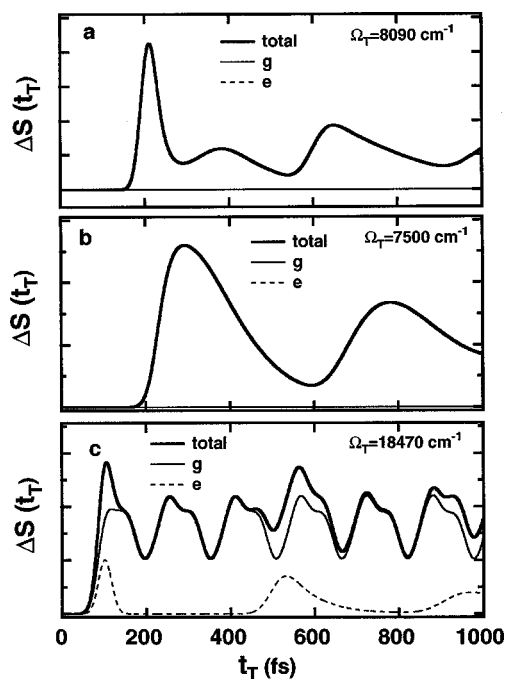 a
total
g
e
Ω_T=8090 cm⁻¹
ΔS (t_T)
b
total
g
e
Ω_T=7500 cm⁻¹
ΔS (t_T)
c
total
g
e
Ω_T=18470 cm⁻¹
ΔS (t_T)
0 200 400 600 800 1000
t_T (fs)